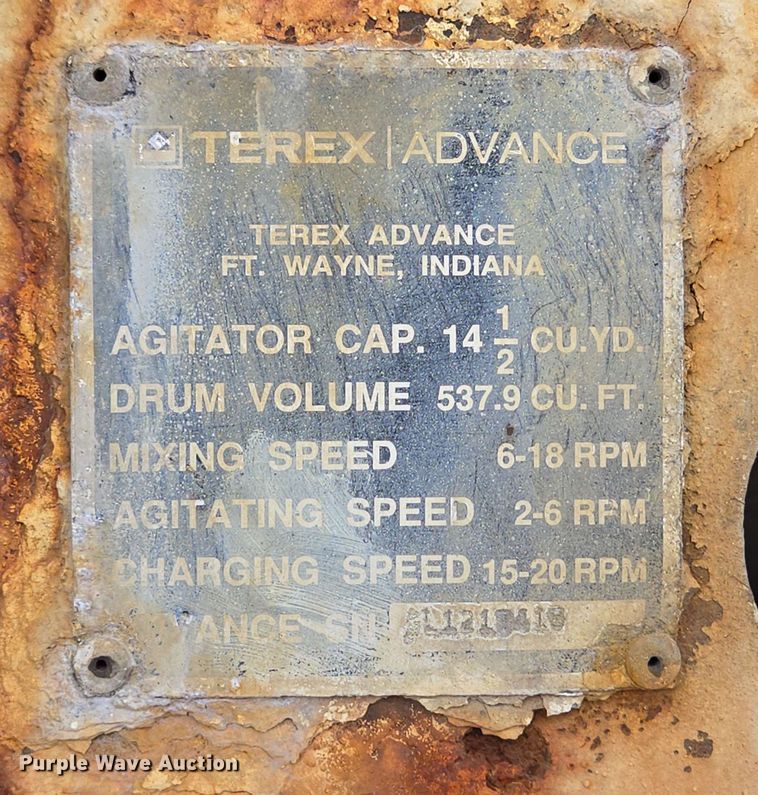 TEREX | ADVANCE
TEREX ADVANCE
FT. WAYNE, INDIANA
AGITATOR CAP. 14 1/2 CU.YD.
DRUM VOLUME 537.9 CU. FT.
MIXING SPEED 6-18 RPM
AGITATING SPEED 2-6 RPM
CHARGING SPEED 15-20 RPM
ADVANCE SN
Purple Wave Auction